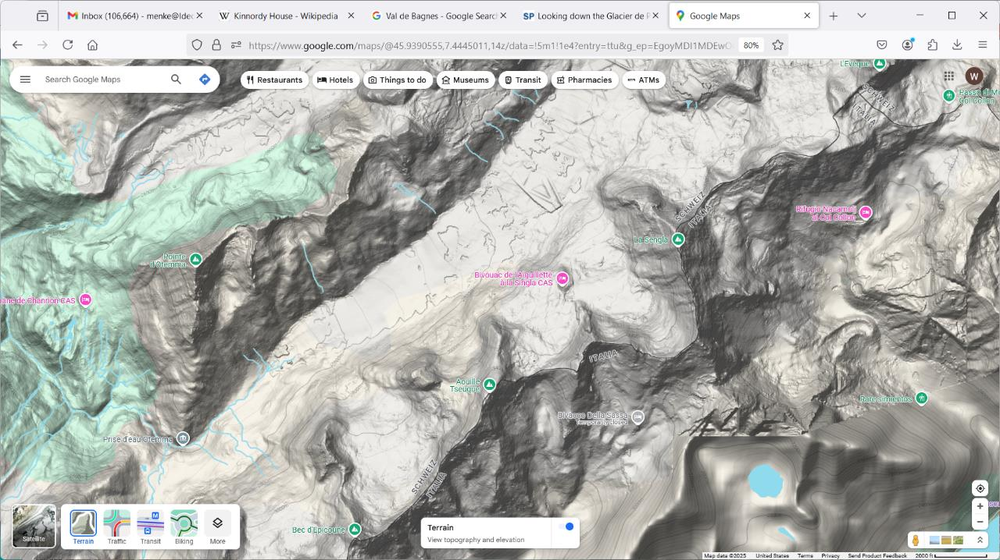 Inbox (106,664) - menke@Idec
Kinnordy House - Wikipedia
Val de Bagnes - Google Searc
SP Looking down the Glacier de P
Google Maps
https://www.google.com/maps/@45.9390555,7.4445011,14z/data=!5m1!1e4?entry=ttu&g_ep=EgoyMDI1MDEwO
80%
Search Google Maps
Restaurants
Hotels
Things to do
Museums
Transit
Pharmacies
ATMs
L'Evêque
W
SCHWEIZ
ITALIA
Passo di M
Col Collon
SCHWEIZ
ITALIA
Rifugio Nacamuli
al Col Collon
La Sengla
Pointe
d'Otemma
Bivouac de l'Aiguillette
à la Singla CAS
ane de Chanrion CAS
ITALIA
Aouille
Tseuque
Rare simientos
Bivacco Della Sassa
Temporarily closed
Prise d'eau Otemma
SCHWEIZ
ITALIA
Bec d'Epicoune
Satellite
Terrain
Traffic
M
Transit
Biking
More
Terrain
View topography and elevation
Map data ©2025
United States
Terms
Privacy
Send Product Feedback
2000 ft